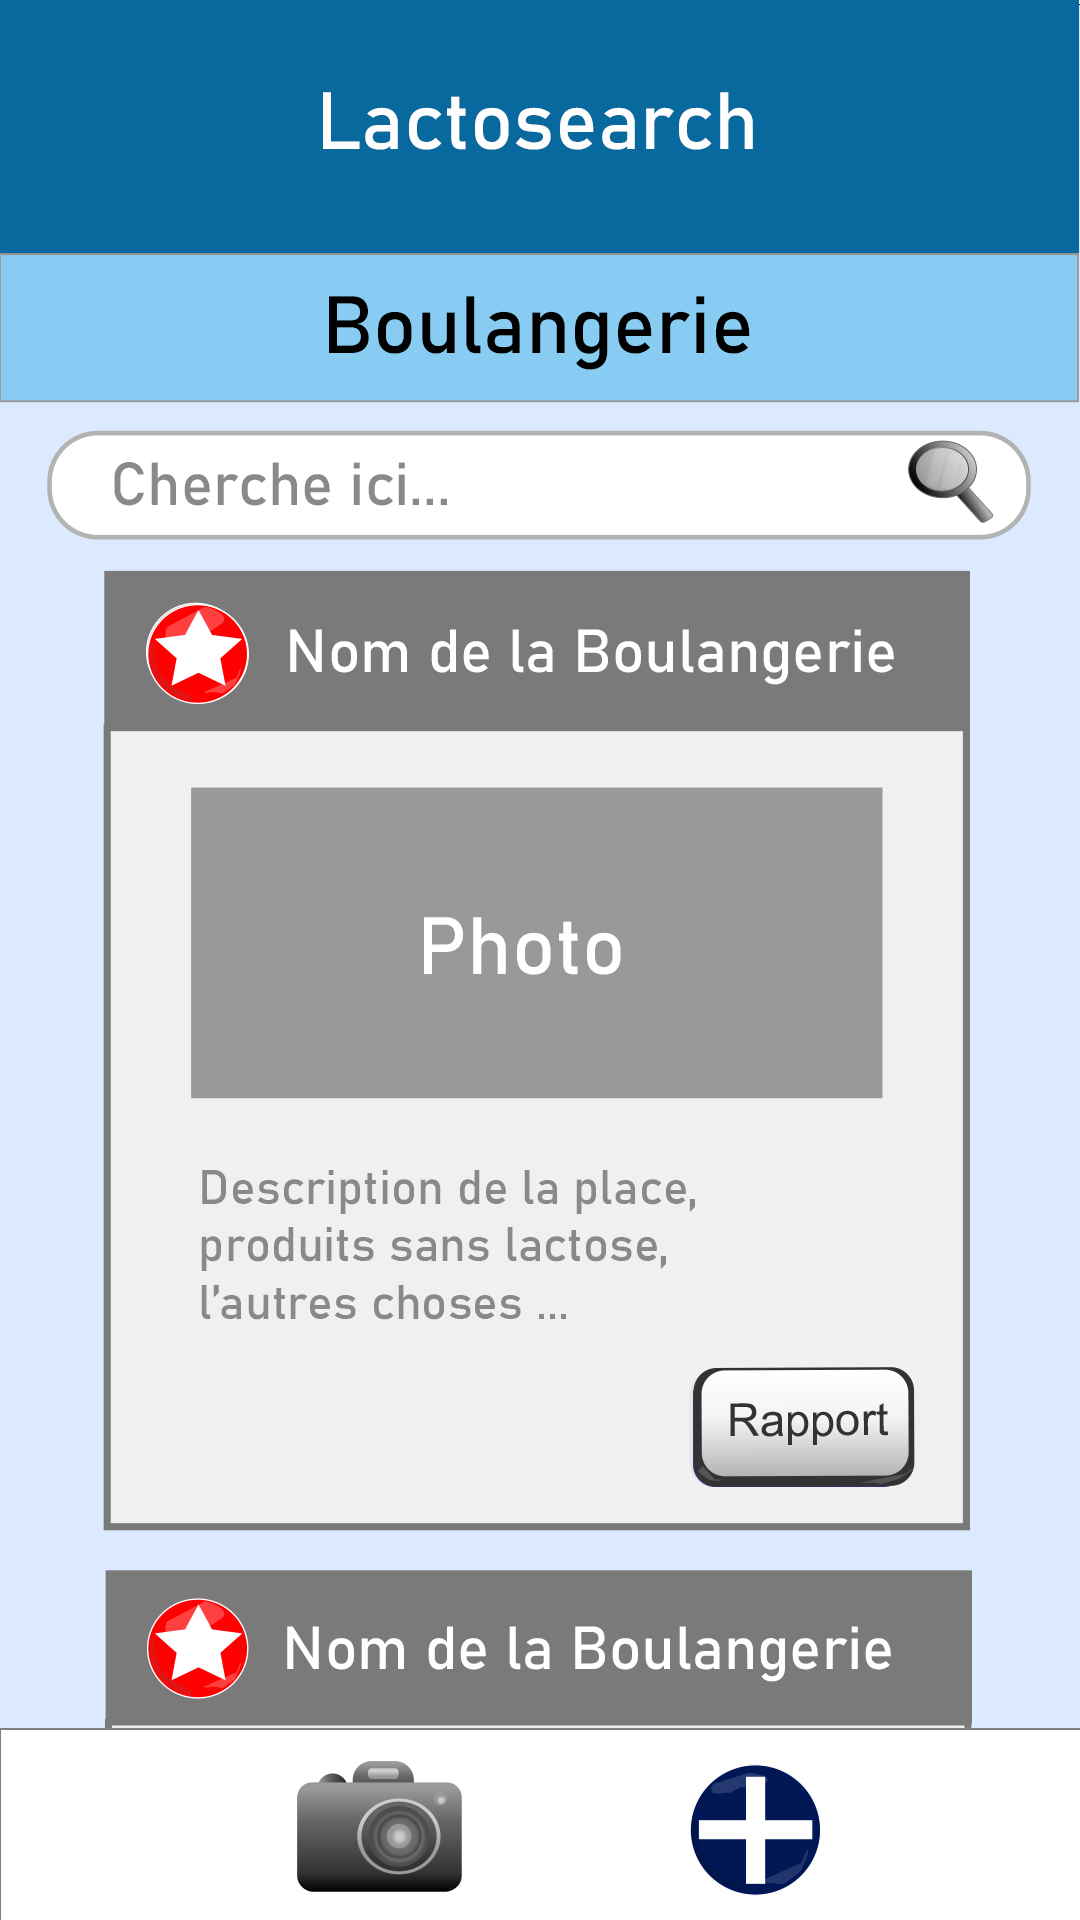 Lactosearch
Boulangerie
Cherche ici...
Nom de la Boulangerie
Photo
Description de la place,
produits sans lactose,
l’autres choses ...
Rapport
Nom de la Boulangerie